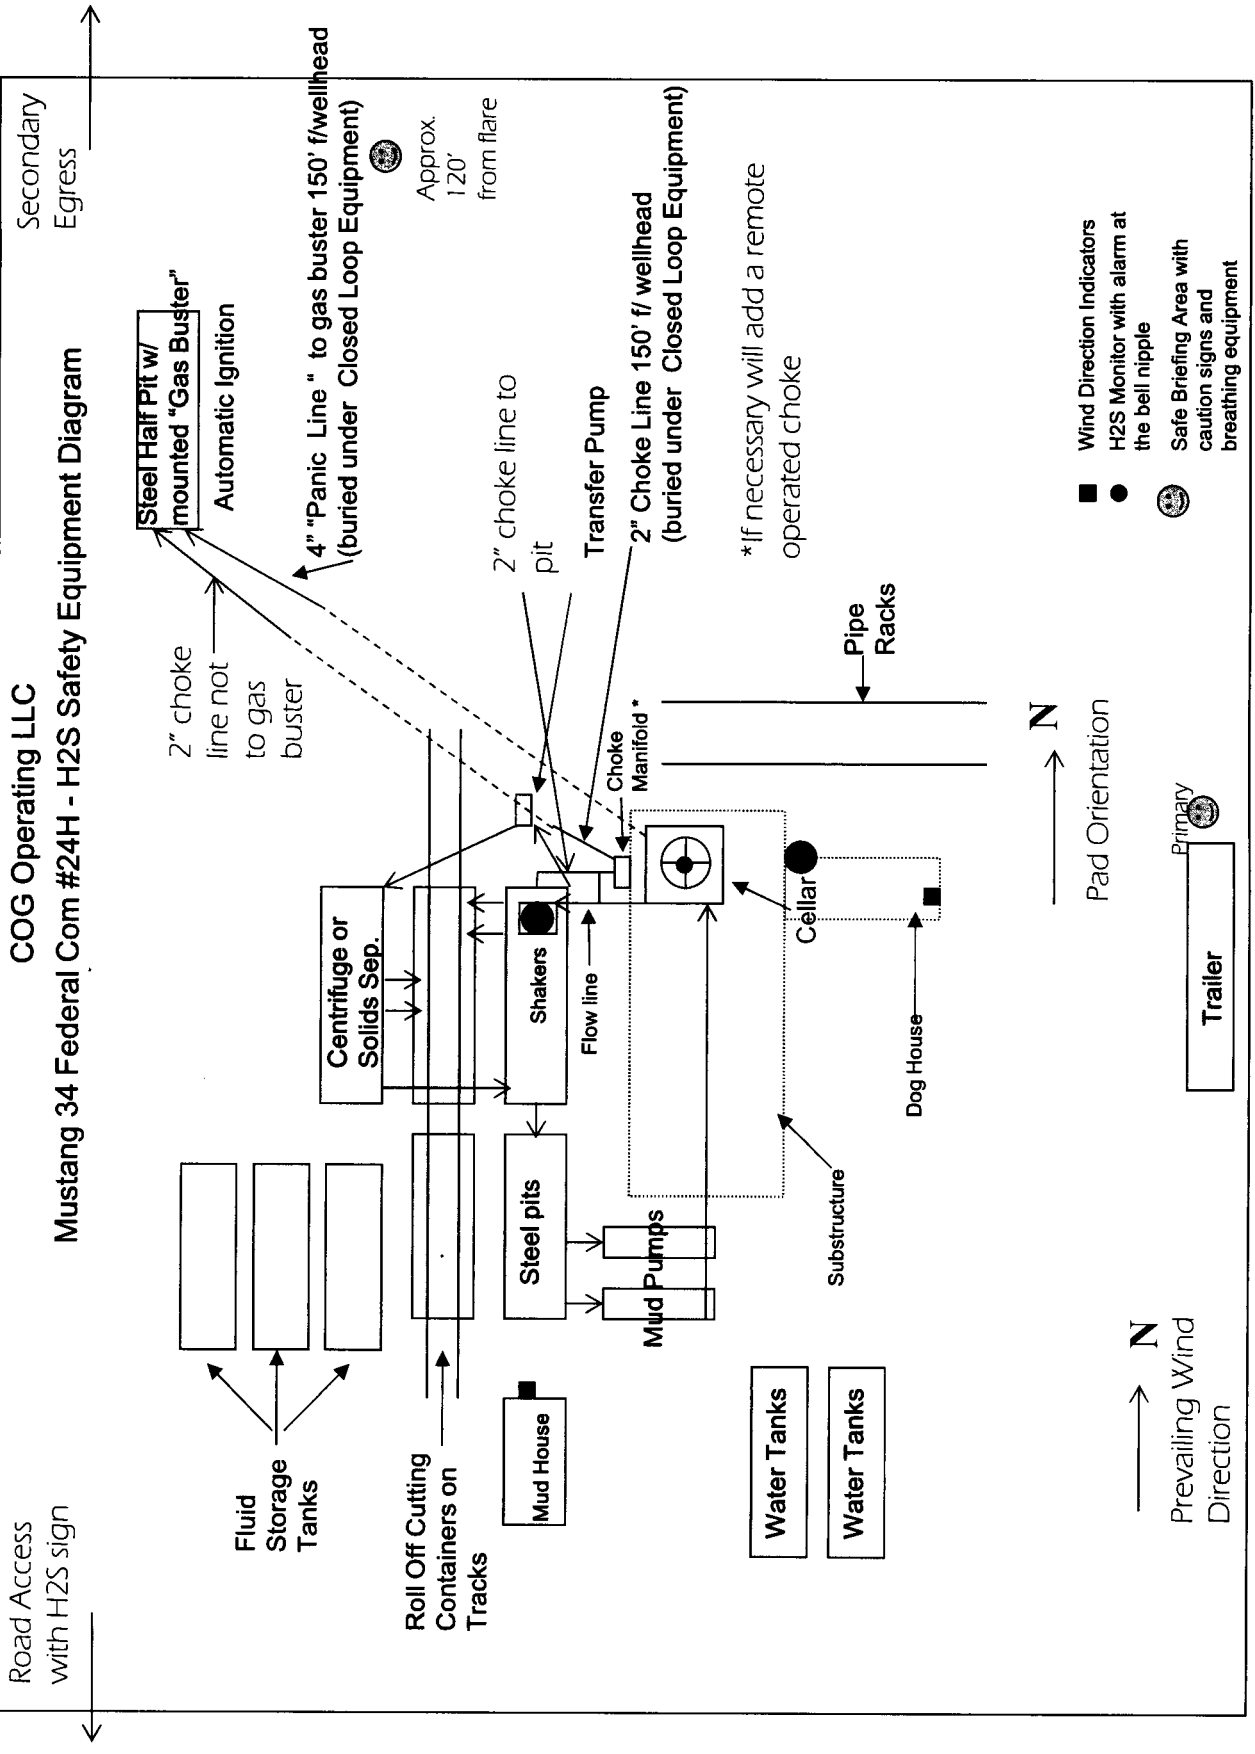 COG Operating LLC
Mustang 34 Federal Com #24H - H2S Safety Equipment Diagram
Road Access
with H2S sign
Secondary
Egress
Steel Half Pit w/
mounted “Gas Buster”
Automatic Ignition
2” choke
line not
to gas
buster
4” “Panic Line “ to gas buster 150’ f/wellhead
(buried under Closed Loop Equipment)
Approx.
120’
from flare
Fluid
Storage
Tanks
Centrifuge or
Solids Sep.
Roll Off Cutting
Containers on
Tracks
2” choke line to
pit
Transfer Pump
2” Choke Line 150’ f/ wellhead
(buried under Closed Loop Equipment)
Mud House
Steel pits
Shakers
Flow line
Choke
Manifold *
Mud Pumps
*If necessary will add a remote
operated choke
Water Tanks
Water Tanks
Substructure
Cellar
Dog House
Pipe
Racks
N
Pad Orientation
Wind Direction Indicators
H2S Monitor with alarm at
the bell nipple
Safe Briefing Area with
caution signs and
breathing equipment
N
Prevailing Wind
Direction
Primary
Trailer